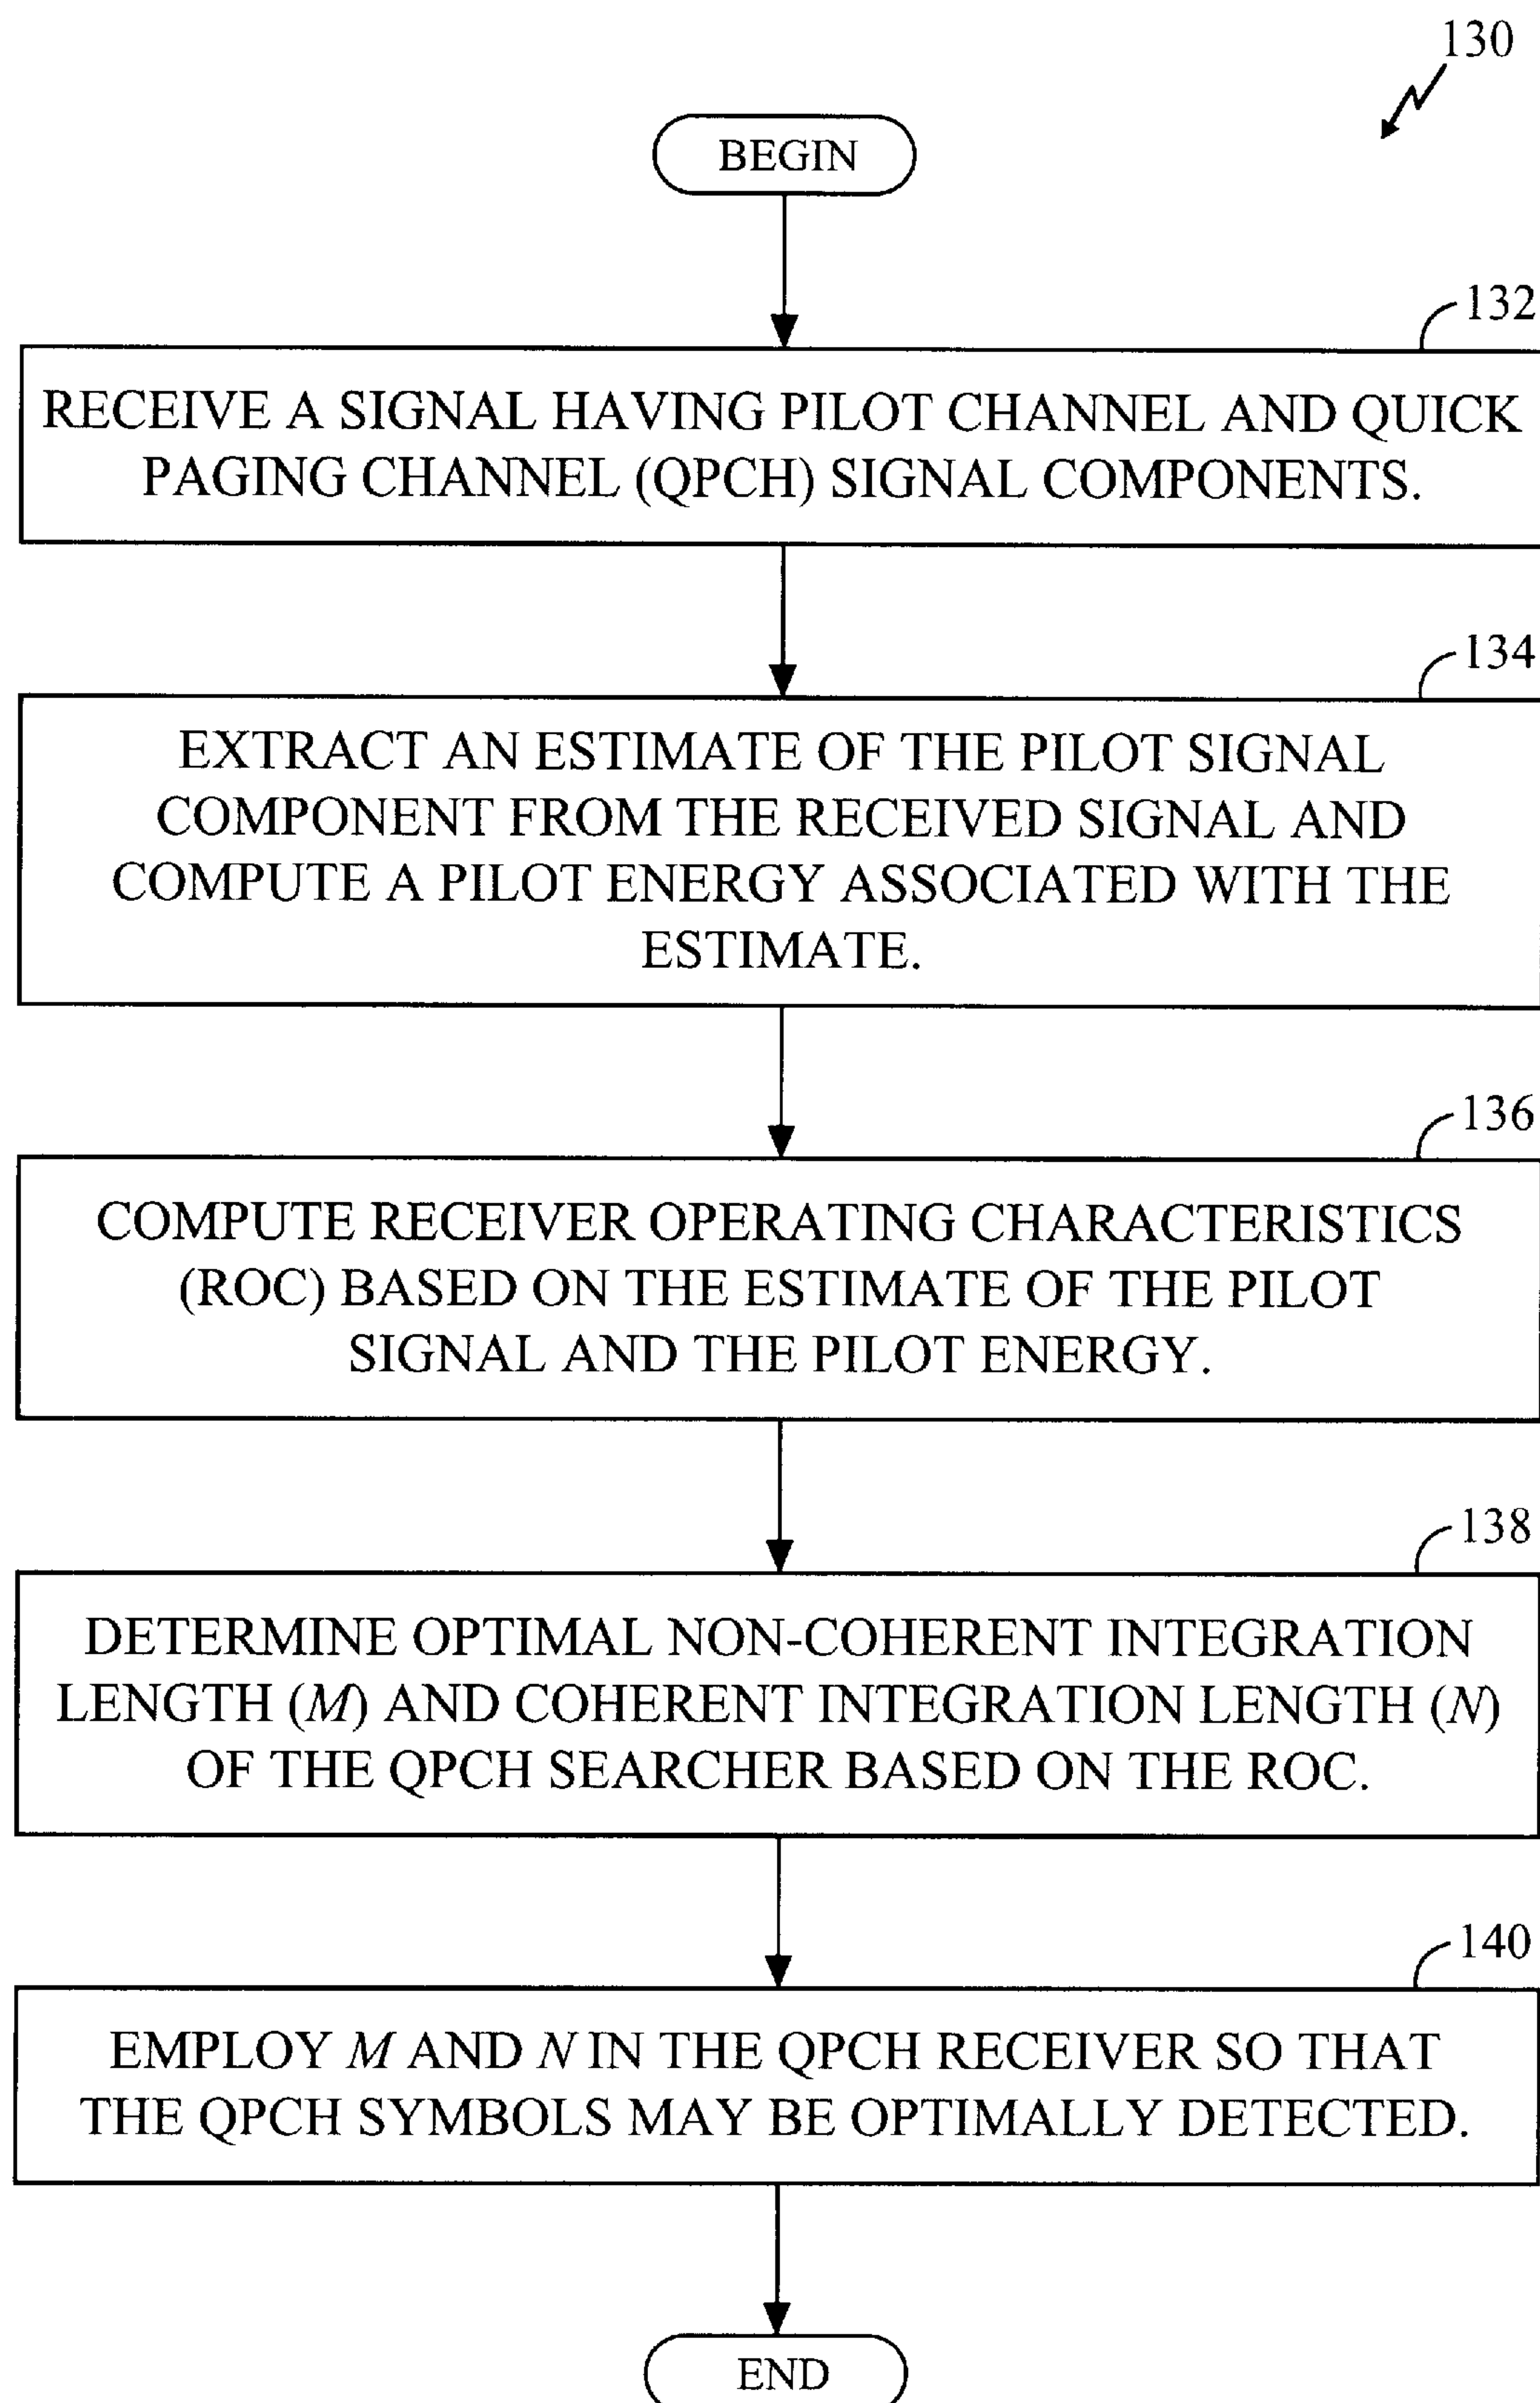 130
BEGIN
132
RECEIVE A SIGNAL HAVING PILOT CHANNEL AND QUICK
PAGING CHANNEL (QPCH) SIGNAL COMPONENTS.
134
EXTRACT AN ESTIMATE OF THE PILOT SIGNAL
COMPONENT FROM THE RECEIVED SIGNAL AND
COMPUTE A PILOT ENERGY ASSOCIATED WITH THE
ESTIMATE.
136
COMPUTE RECEIVER OPERATING CHARACTERISTICS
(ROC) BASED ON THE ESTIMATE OF THE PILOT
SIGNAL AND THE PILOT ENERGY.
138
DETERMINE OPTIMAL NON-COHERENT INTEGRATION
LENGTH (M) AND COHERENT INTEGRATION LENGTH (N)
OF THE QPCH SEARCHER BASED ON THE ROC.
140
EMPLOY M AND N IN THE QPCH RECEIVER SO THAT
THE QPCH SYMBOLS MAY BE OPTIMALLY DETECTED.
END